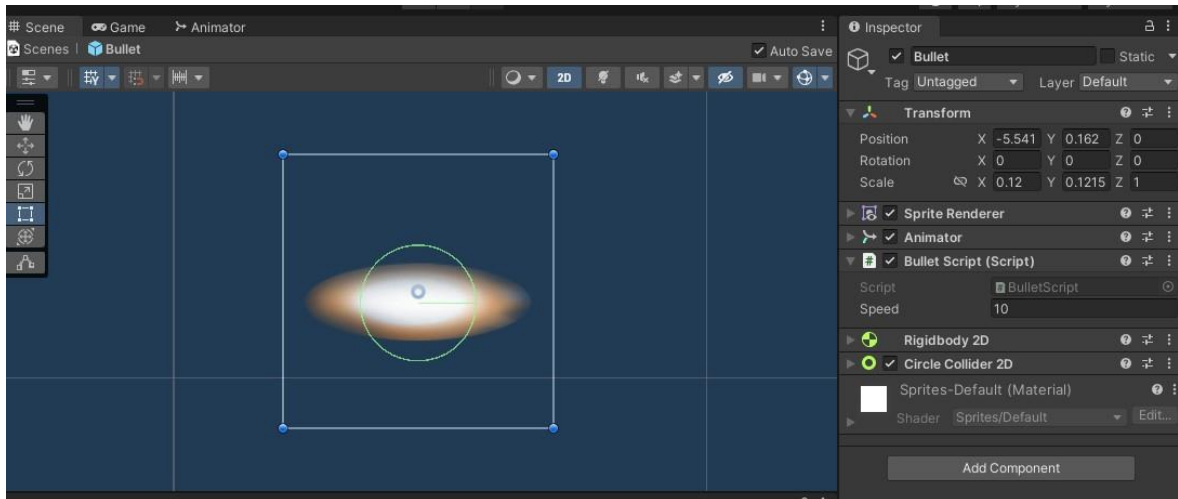 Scene Game Animator
Scenes | Bullet Auto Save
2D
Inspector
Bullet Static
Tag Untagged Layer Default
Transform
Position X -5.541 Y 0.162 Z 0
Rotation X 0 Y 0 Z 0
Scale X 0.12 Y 0.1215 Z 1
Sprite Renderer
Animator
# Bullet Script (Script)
Script BulletScript
Speed 10
Rigidbody 2D
Circle Collider 2D
Sprites-Default (Material)
Shader Sprites/Default Edit...
Add Component